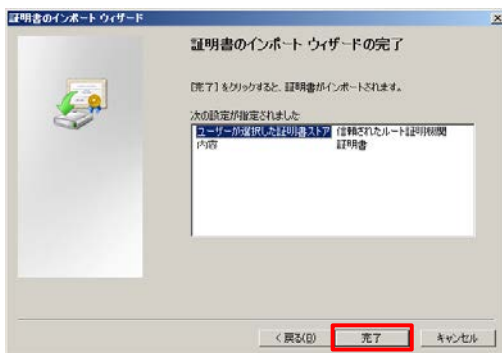 証明書のインポート ウィザード
証明書のインポート ウィザードの完了
[完了] をクリックすると、証明書がインポートされます。
次の設定が指定されました
ユーザーが選択した証明書ストア 信頼されたルート証明機関
内容 証明書
< 戻る(B) 完了 キャンセル